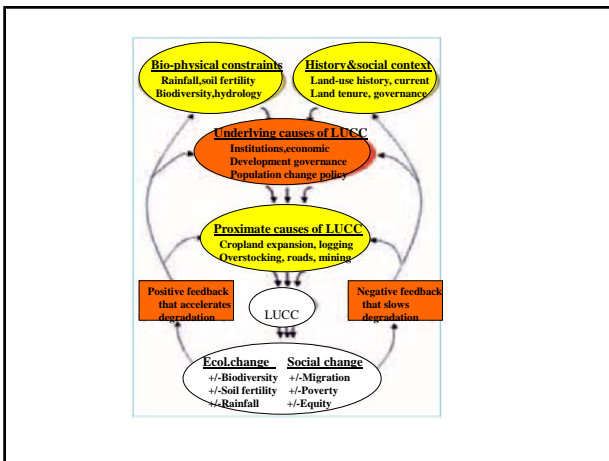 Bio-physical constraints
Rainfall,soil fertility
Biodiversity,hydrology
History&social context
Land-use history, current
Land tenure, governance
Underlying causes of LUCC
Institutions,economic
Development governance
Population change policy
Proximate causes of LUCC
Cropland expansion, logging
Overstocking, roads, mining
Positive feedback
that accelerates
degradation
Negative feedback
that slows
degradation
LUCC
Ecol.change Social change
+/-Biodiversity +/-Migration
+/-Soil fertility +/-Poverty
+/-Rainfall +/-Equity